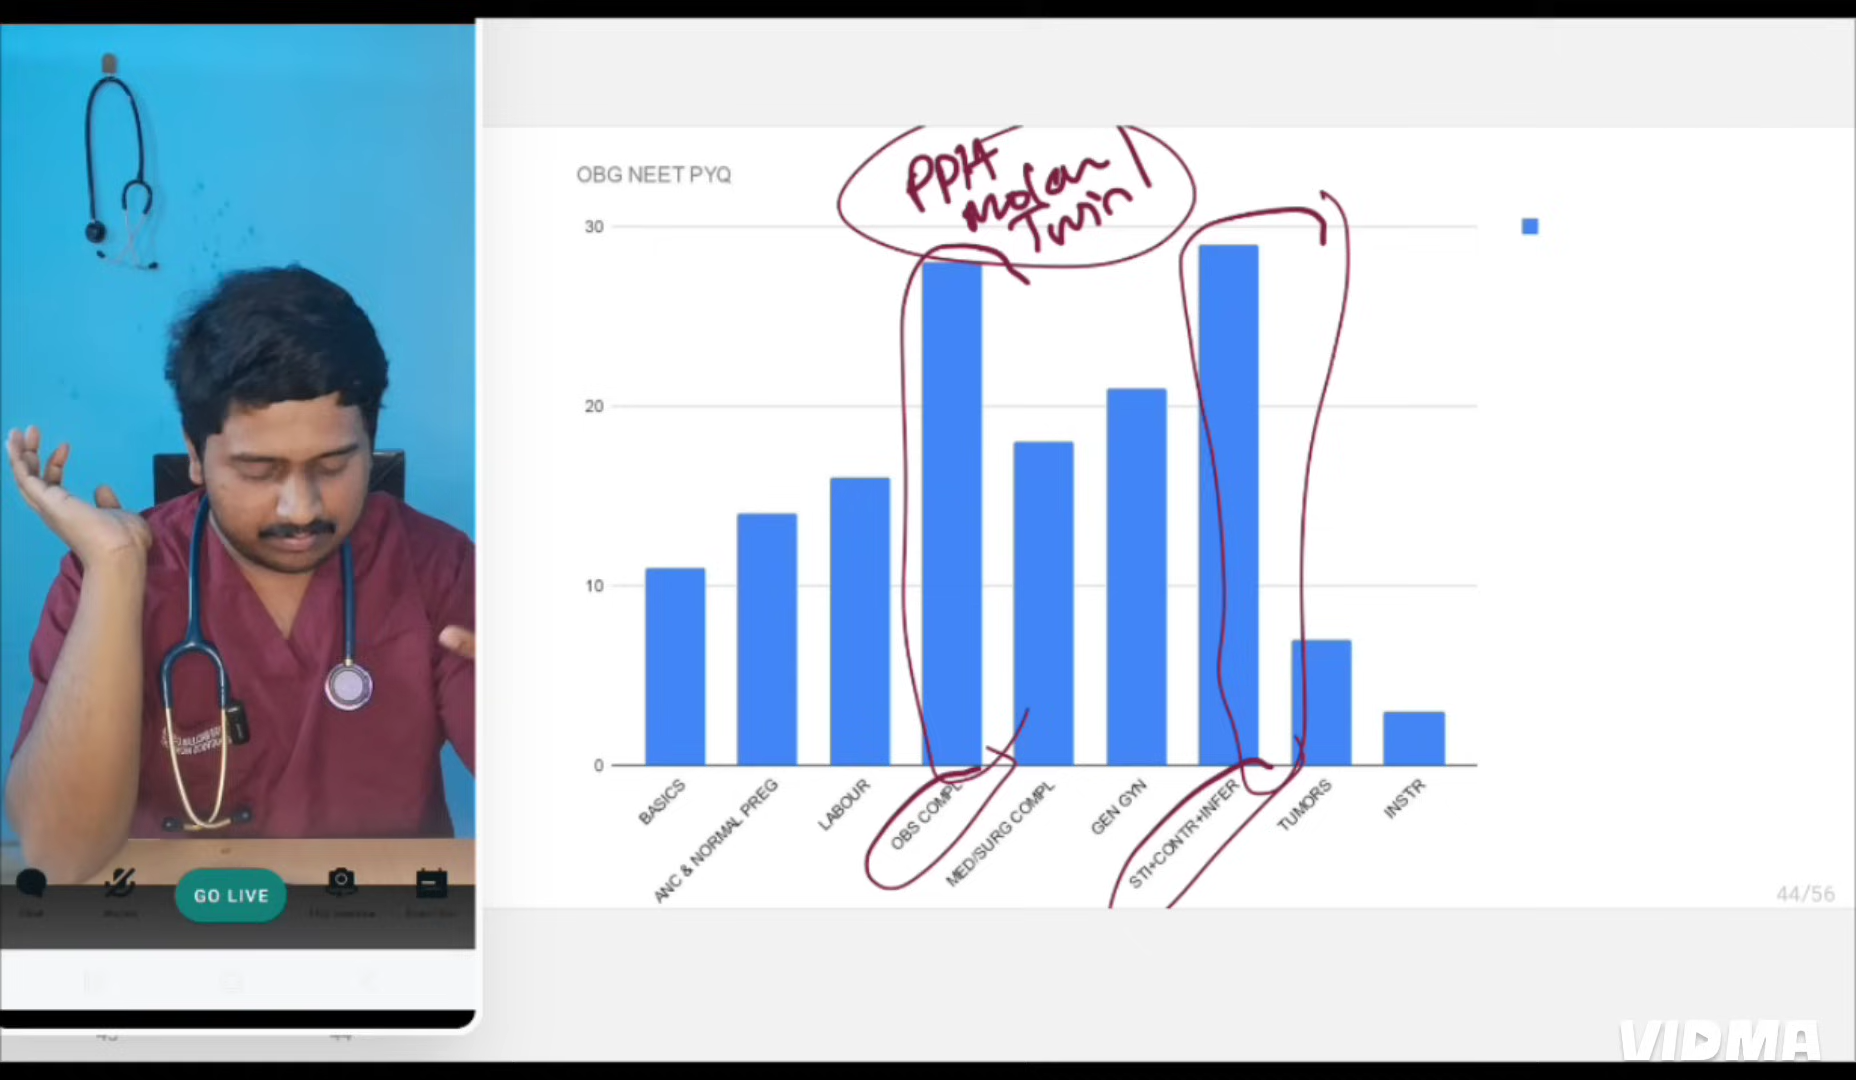 OBG NEET PYQ
PPH
Molar
Twin
30
20
10
0
BASICS
ANC & NORMAL PREG
LABOUR
OBS COMPL
MED/SURG COMPL
GEN GYN
STI+CONTR+INFER
TUMORS
INSTR
44/56
GO LIVE
VIDMA